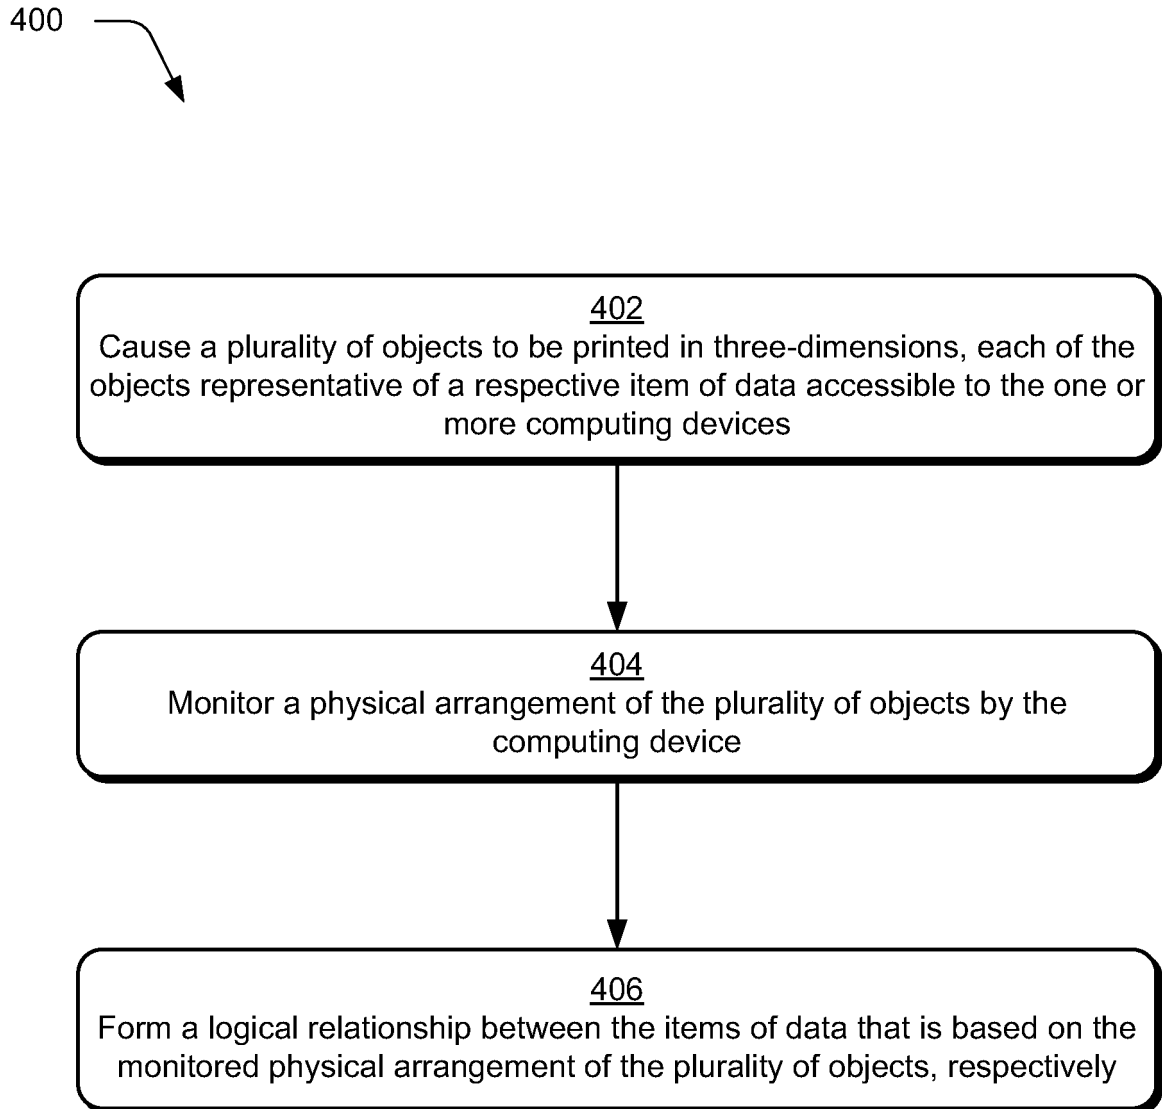 400
402
Cause a plurality of objects to be printed in three-dimensions, each of the
objects representative of a respective item of data accessible to the one or
more computing devices
404
Monitor a physical arrangement of the plurality of objects by the
computing device
406
Form a logical relationship between the items of data that is based on the
monitored physical arrangement of the plurality of objects, respectively